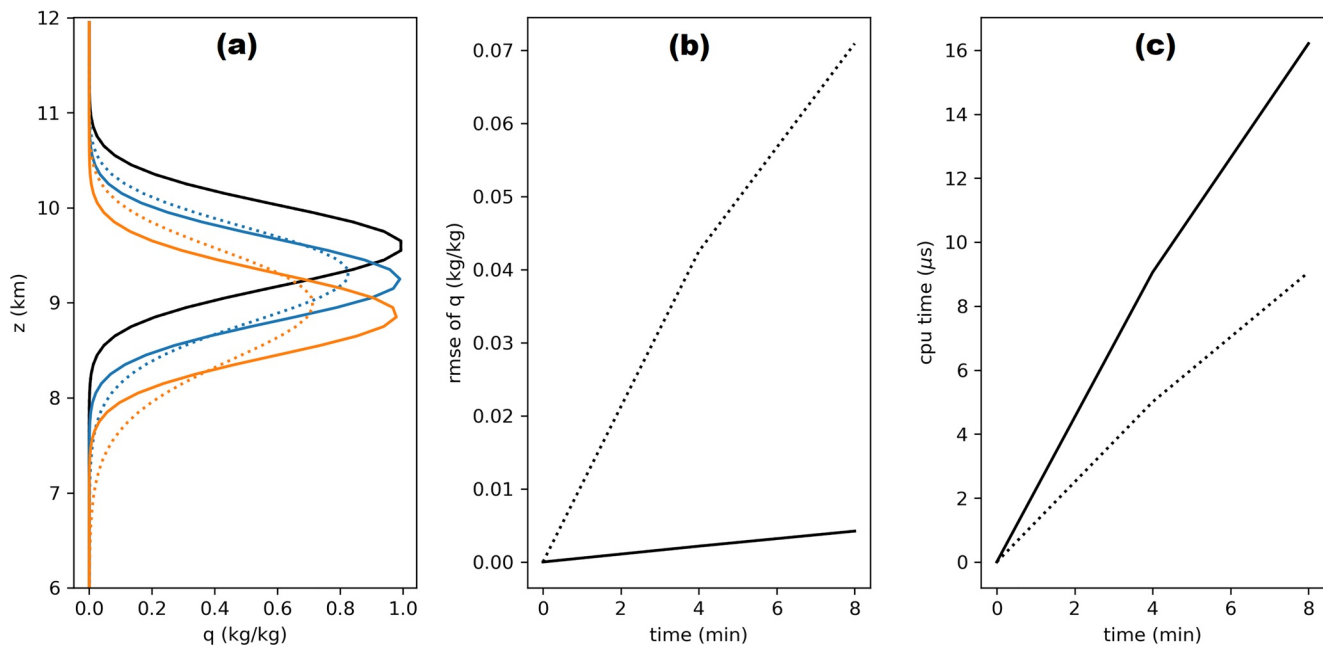 (a)
12
11
10
9
8
7
6
z (km)
0.0 0.2 0.4 0.6 0.8 1.0
q (kg/kg)
(b)
0.07
0.06
0.05
0.04
0.03
0.02
0.01
0.00
rmse of q (kg/kg)
0 2 4 6 8
time (min)
(c)
16
14
12
10
8
6
4
2
0
cpu time (μs)
0 2 4 6 8
time (min)